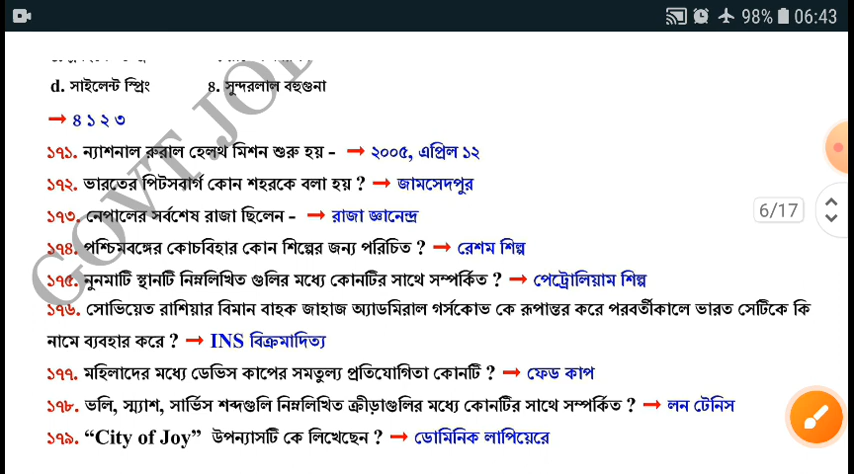 98% 06:43
d. সাইলেন্ট স্প্রিং ৪. সুন্দরলাল বহুগুনা
→ ৪ ১ ২ ৩
১৭১. ন্যাশনাল রুরাল হেলথ মিশন শুরু হয় - → ২০০৫, এপ্রিল ১২
১৭২. ভারতের পিটসবার্গ কোন শহরকে বলা হয় ? → জামসেদপুর
১৭৩. নেপালের সর্বশেষ রাজা ছিলেন - → রাজা জ্ঞানেন্দ্র
6/17
১৭৪. পশ্চিমবঙ্গের কোচবিহার কোন শিল্পের জন্য পরিচিত ? → রেশম শিল্প
১৭৫. নুনমাটি স্থানটি নিম্নলিখিত গুলির মধ্যে কোনটির সাথে সম্পর্কিত ? → পেট্রোলিয়াম শিল্প
১৭৬. সোভিয়েত রাশিয়ার বিমান বাহক জাহাজ অ্যাডমিরাল গর্সকোভ কে রূপান্তর করে পরবর্তীকালে ভারত সেটিকে কি
নামে ব্যবহার করে ? → INS বিক্রমাদিত্য
১৭৭. মহিলাদের মধ্যে ডেভিস কাপের সমতুল্য প্রতিযোগিতা কোনটি ? → ফেড কাপ
১৭৮. ভলি, স্ম্যাশ, সার্ভিস শব্দগুলি নিম্নলিখিত ক্রীড়াগুলির মধ্যে কোনটির সাথে সম্পর্কিত ? → লন টেনিস
১৭৯. “City of Joy” উপন্যাসটি কে লিখেছেন ? → ডোমিনিক লাপিয়েরে
GOVT.JO